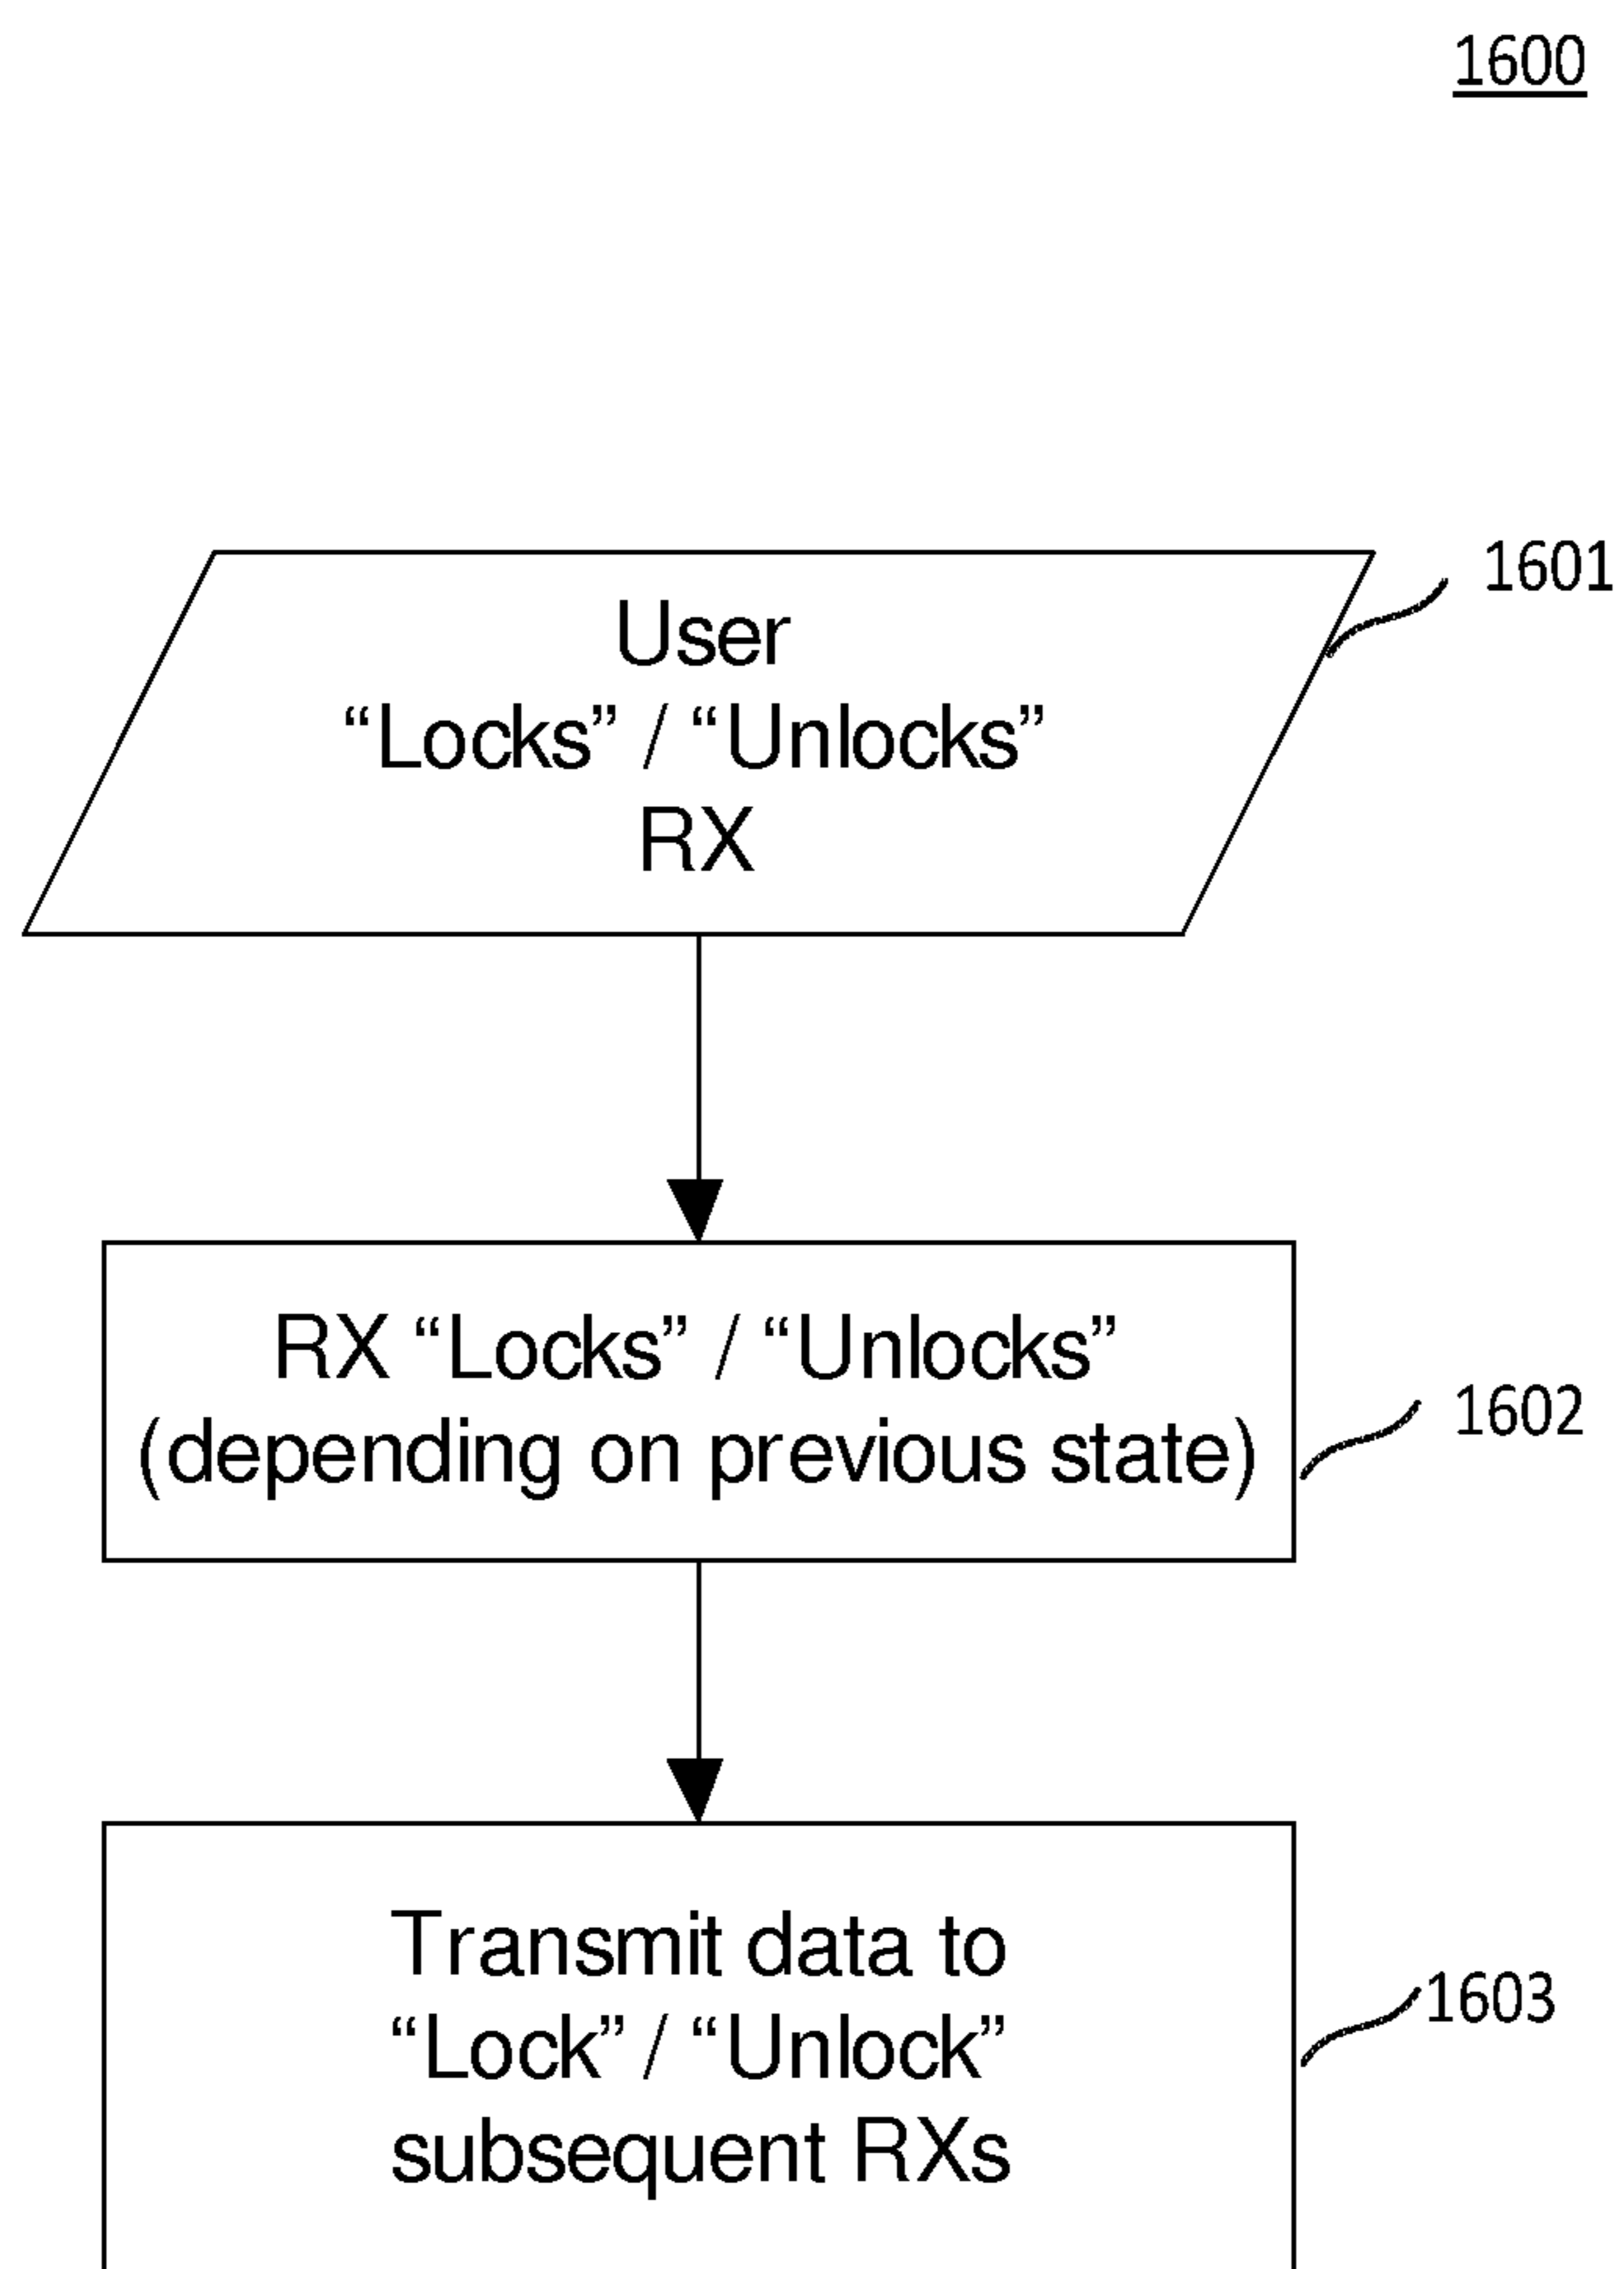 1600
1601
User
“Locks” / “Unlocks”
RX
RX “Locks” / “Unlocks”
(depending on previous state)
1602
Transmit data to
“Lock” / “Unlock”
subsequent RXs
1603